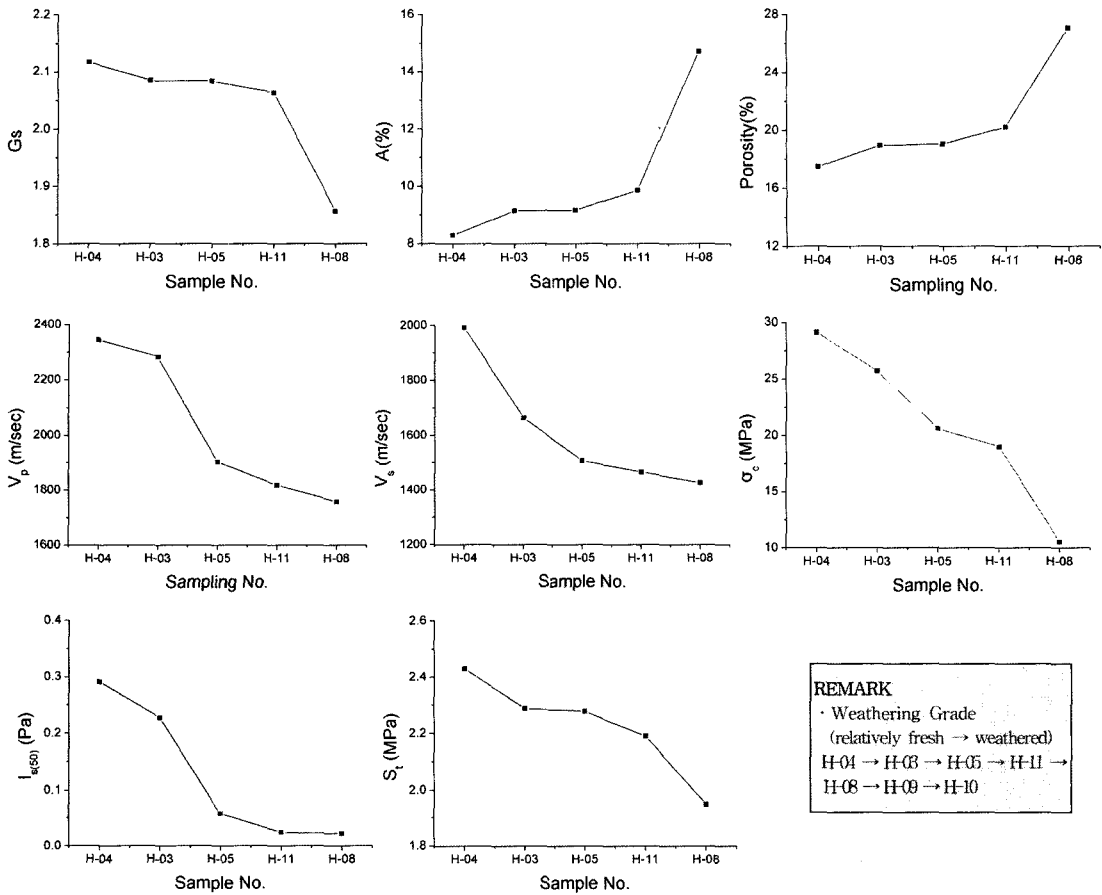 2.2
2.1
2.0
1.9
1.8
Gs
H-04 H-03 H-05 H-11 H-08
Sample No.
16
14
12
10
8
A(%)
H-04 H-03 H-05 H-11 H-08
Sample No.
28
24
20
16
12
Porosity(%)
H-04 H-03 H-05 H-11 H-08
Sampling No.
2400
2200
2000
1800
1600
V_p (m/sec)
H-04 H-03 H-05 H-11 H-08
Sampling No.
2000
1800
1600
1400
1200
V_s (m/sec)
H-04 H-03 H-05 H-11 H-08
Sample No.
30
25
20
15
10
σ_c (MPa)
H-04 H-03 H-05 H-11 H-08
Sample No.
0.4
0.3
0.2
0.1
0.0
I_s(50) (Pa)
H-04 H-03 H-05 H-11 H-08
Sample No.
2.6
2.4
2.2
2.0
1.8
S_t (MPa)
H-04 H-03 H-05 H-11 H-08
Sample No.
REMARK
· Weathering Grade
(relatively fresh → weathered)
H-04 → H-03 → H-05 → H-11 →
H-08 → H-09 → H-10